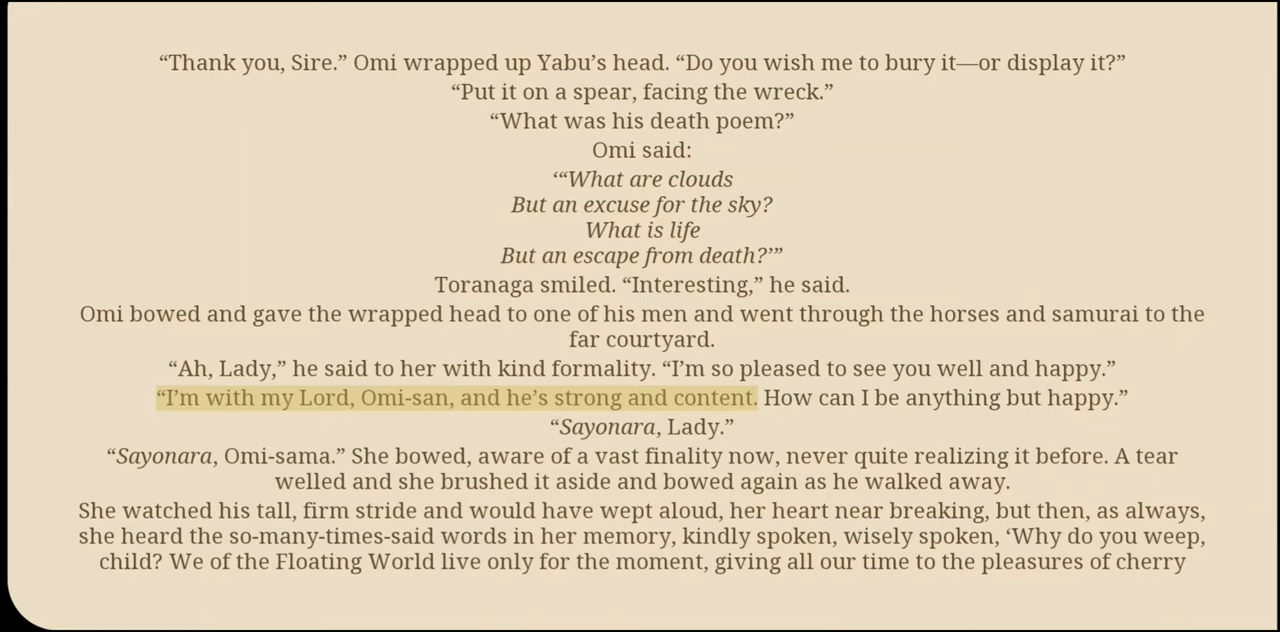 “Thank you, Sire.” Omi wrapped up Yabu’s head. “Do you wish me to bury it—or display it?”
“Put it on a spear, facing the wreck.”
“What was his death poem?”
Omi said:
‘“What are clouds
But an excuse for the sky?
What is life
But an escape from death?’”
Toranaga smiled. “Interesting,” he said.
Omi bowed and gave the wrapped head to one of his men and went through the horses and samurai to the
far courtyard.
“Ah, Lady,” he said to her with kind formality. “I’m so pleased to see you well and happy.”
“I’m with my Lord, Omi-san, and he’s strong and content. How can I be anything but happy.”
“Sayonara, Lady.”
“Sayonara, Omi-sama.” She bowed, aware of a vast finality now, never quite realizing it before. A tear
welled and she brushed it aside and bowed again as he walked away.
She watched his tall, firm stride and would have wept aloud, her heart near breaking, but then, as always,
she heard the so-many-times-said words in her memory, kindly spoken, wisely spoken, ‘Why do you weep,
child? We of the Floating World live only for the moment, giving all our time to the pleasures of cherry